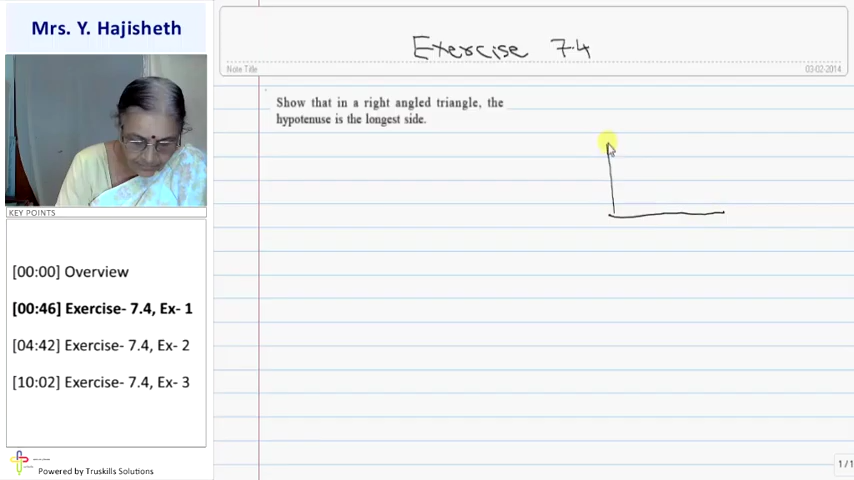 Mrs. Y. Hajisheth
Exercise 7.4
Note Title
03-02-2014
Show that in a right angled triangle, the
hypotenuse is the longest side.
KEY POINTS
[00:00] Overview
[00:46] Exercise- 7.4, Ex- 1
[04:42] Exercise- 7.4, Ex- 2
[10:02] Exercise- 7.4, Ex- 3
Powered by Truskills Solutions
1/1